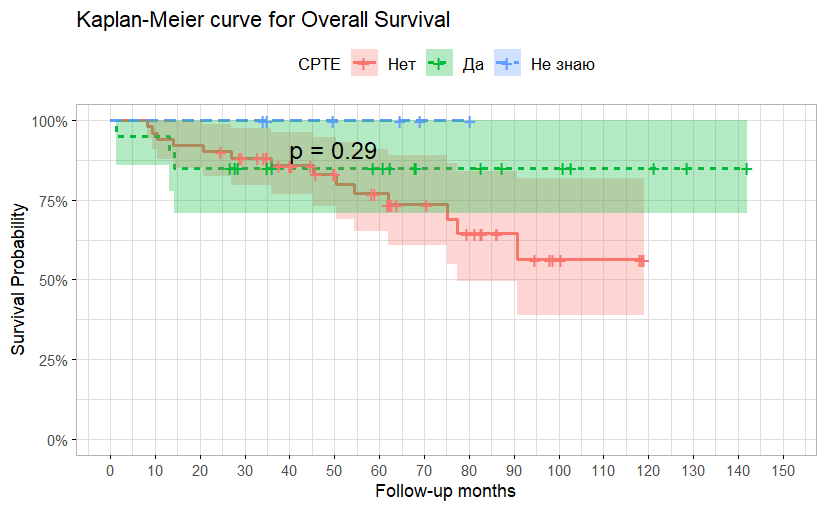 Kaplan-Meier curve for Overall Survival
CPTE Нет Да Не знаю
100%
75%
50%
25%
0%
p = 0.29
Survival Probability
0 10 20 30 40 50 60 70 80 90 100 110 120 130 140 150
Follow-up months